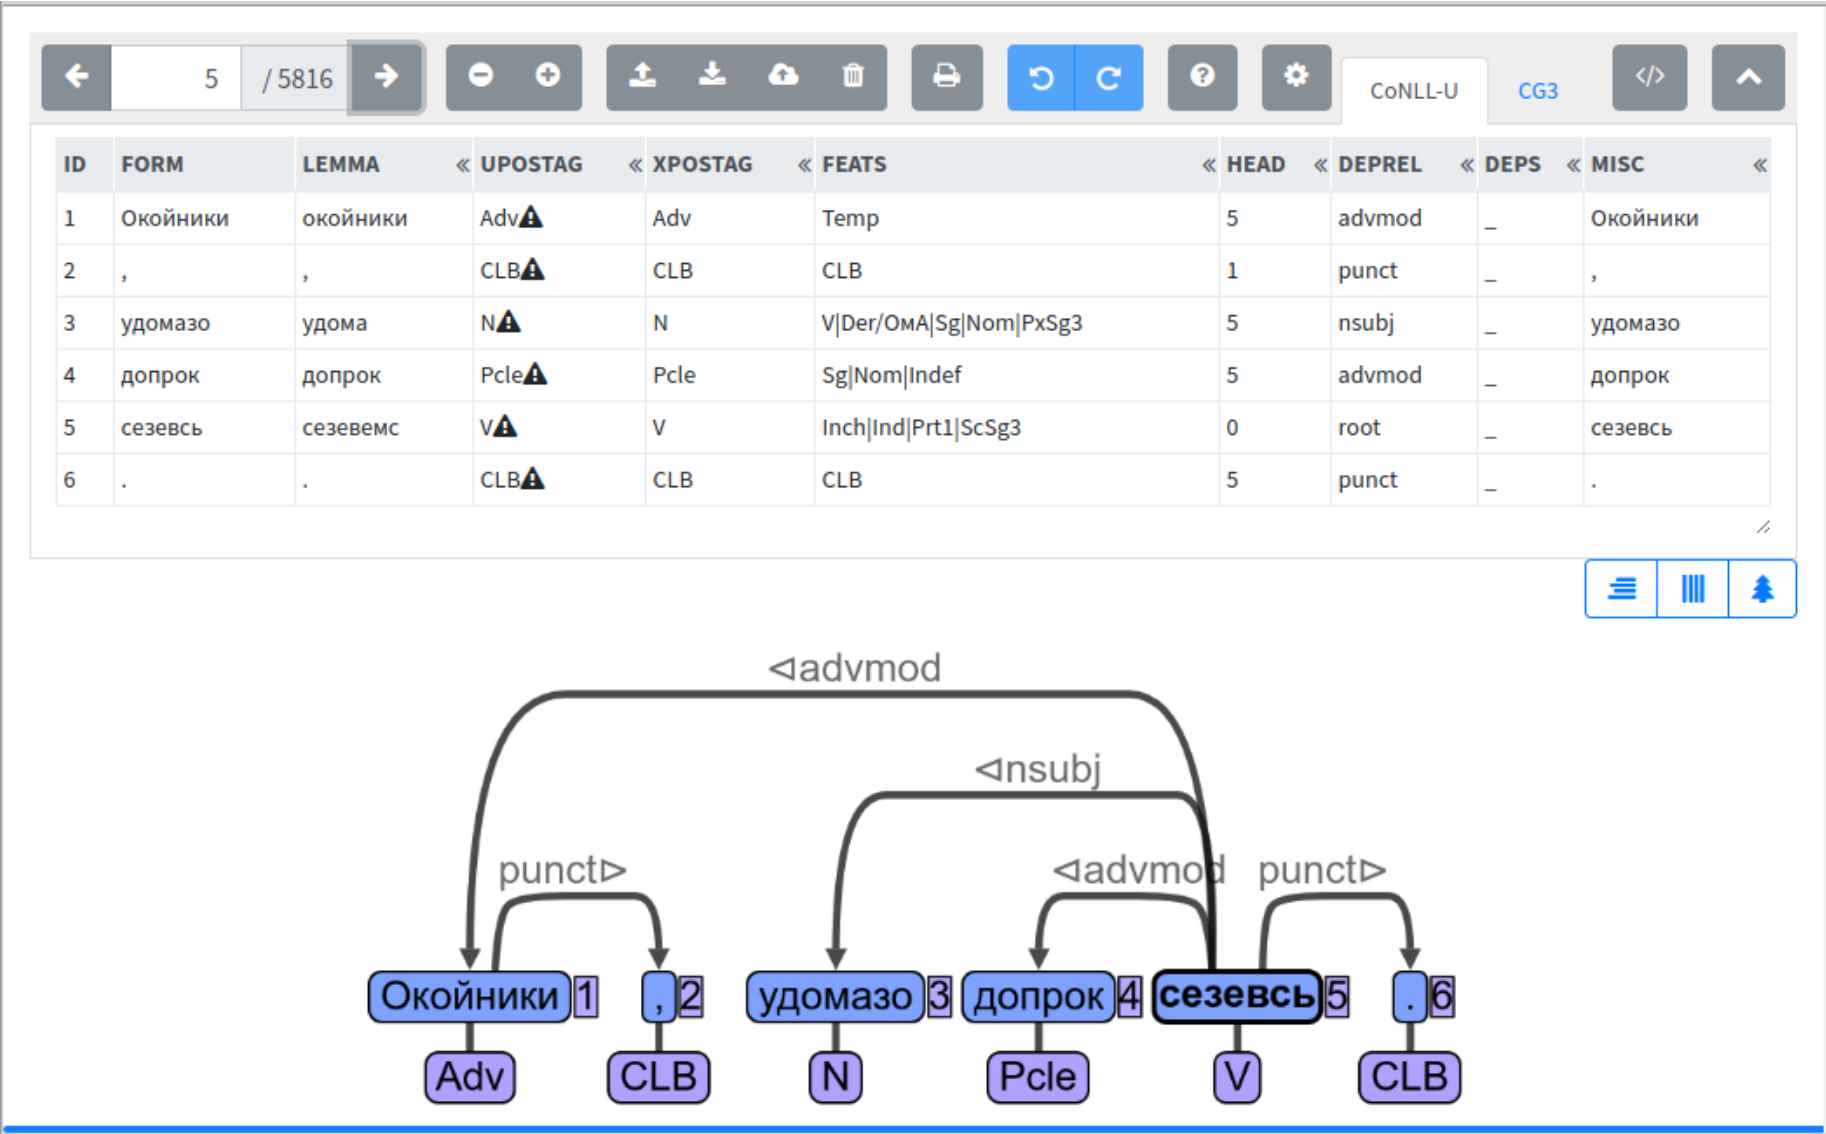 5 / 5816 CoNLL-U CG3
ID FORM LEMMA « UPOSTAG « XPOSTAG « FEATS « HEAD « DEPREL « DEPS « MISC «
1 Окойники окойники Adv Adv Temp 5 advmod _ Окойники
2 , , CLB CLB CLB 1 punct _ ,
3 удомазо удома N N V|Der/ОмА|Sg|Nom|PxSg3 5 nsubj _ удомазо
4 допрок допрок Pcle Pcle Sg|Nom|Indef 5 advmod _ допрок
5 сезевсь сезевемс V V Inch|Ind|Prt1|ScSg3 0 root _ сезевсь
6 . . CLB CLB CLB 5 punct _ .
⊲advmod
⊲nsubj
punct⊳ ⊲advmod punct⊳
Окойники 1 , 2 удомазо 3 допрок 4 сезевсь 5 . 6
Adv CLB N Pcle V CLB